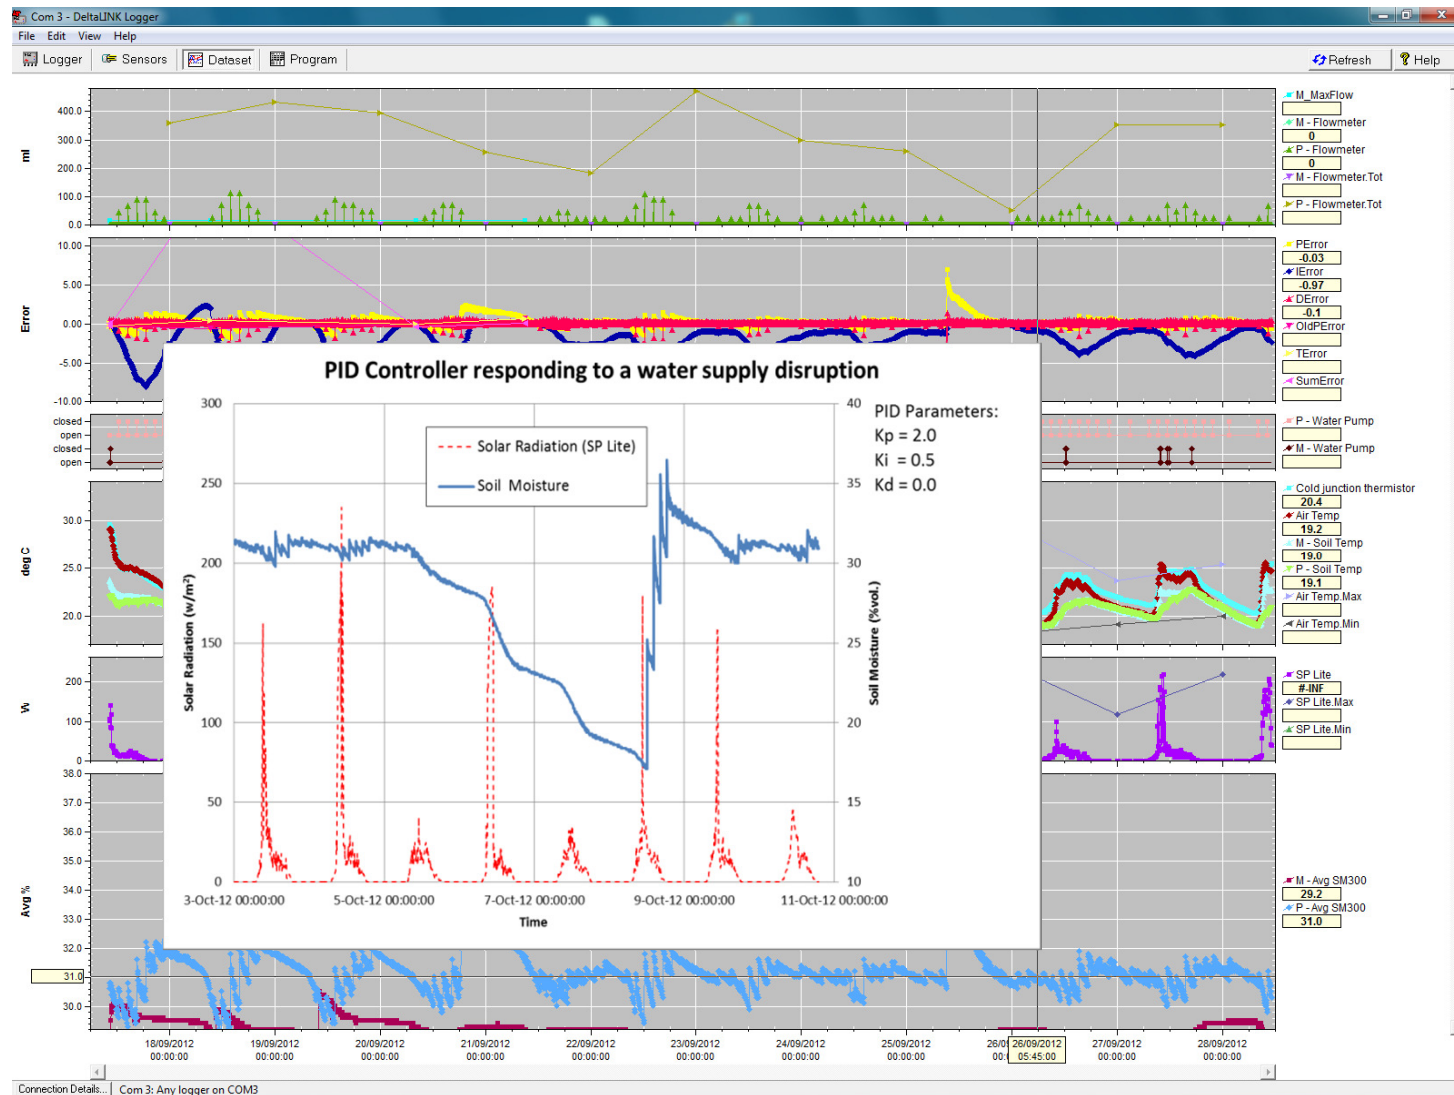 Com 3 - DeltaLINK Logger
File Edit View Help
Logger Sensors Dataset Program Refresh Help
ml
400.0
300.0
200.0
100.0
0.0
M_MaxFlow
M - Flowmeter
0
P - Flowmeter
0
M - Flowmeter.Tot
P - Flowmeter.Tot
Error
10.00
5.00
0.00
-5.00
-10.00
PError
-0.03
IError
-0.97
DError
-0.1
OldPError
TError
SumError
closed
open
closed
open
P - Water Pump
M - Water Pump
deg C
30.0
25.0
20.0
Cold junction thermistor
20.4
Air Temp
19.2
M - Soil Temp
19.0
P - Soil Temp
19.1
Air Temp.Max
Air Temp.Min
200
100
0
SP Lite
#-INF
SP Lite.Max
SP Lite.Min
Avg %
38.0
37.0
36.0
35.0
34.0
33.0
32.0
31.0
30.0
M - Avg SM300
29.2
P - Avg SM300
31.0
PID Controller responding to a water supply disruption
Solar Radiation (SP Lite)
Soil Moisture
PID Parameters:
Kp = 2.0
Ki = 0.5
Kd = 0.0
Solar Radiation (w/m²)
300
250
200
150
100
50
0
Soil Moisture (%vol.)
40
35
30
25
20
15
10
3-Oct-12 00:00:00 5-Oct-12 00:00:00 7-Oct-12 00:00:00 9-Oct-12 00:00:00 11-Oct-12 00:00:00
Time
18/09/2012 19/09/2012 20/09/2012 21/09/2012 22/09/2012 23/09/2012 24/09/2012 25/09/2012 26/09/2012 27/09/2012 28/09/2012
00:00:00 00:00:00 00:00:00 00:00:00 00:00:00 00:00:00 00:00:00 00:00:00 05:45:00 00:00:00 00:00:00
Connection Details... Com 3: Any logger on COM3